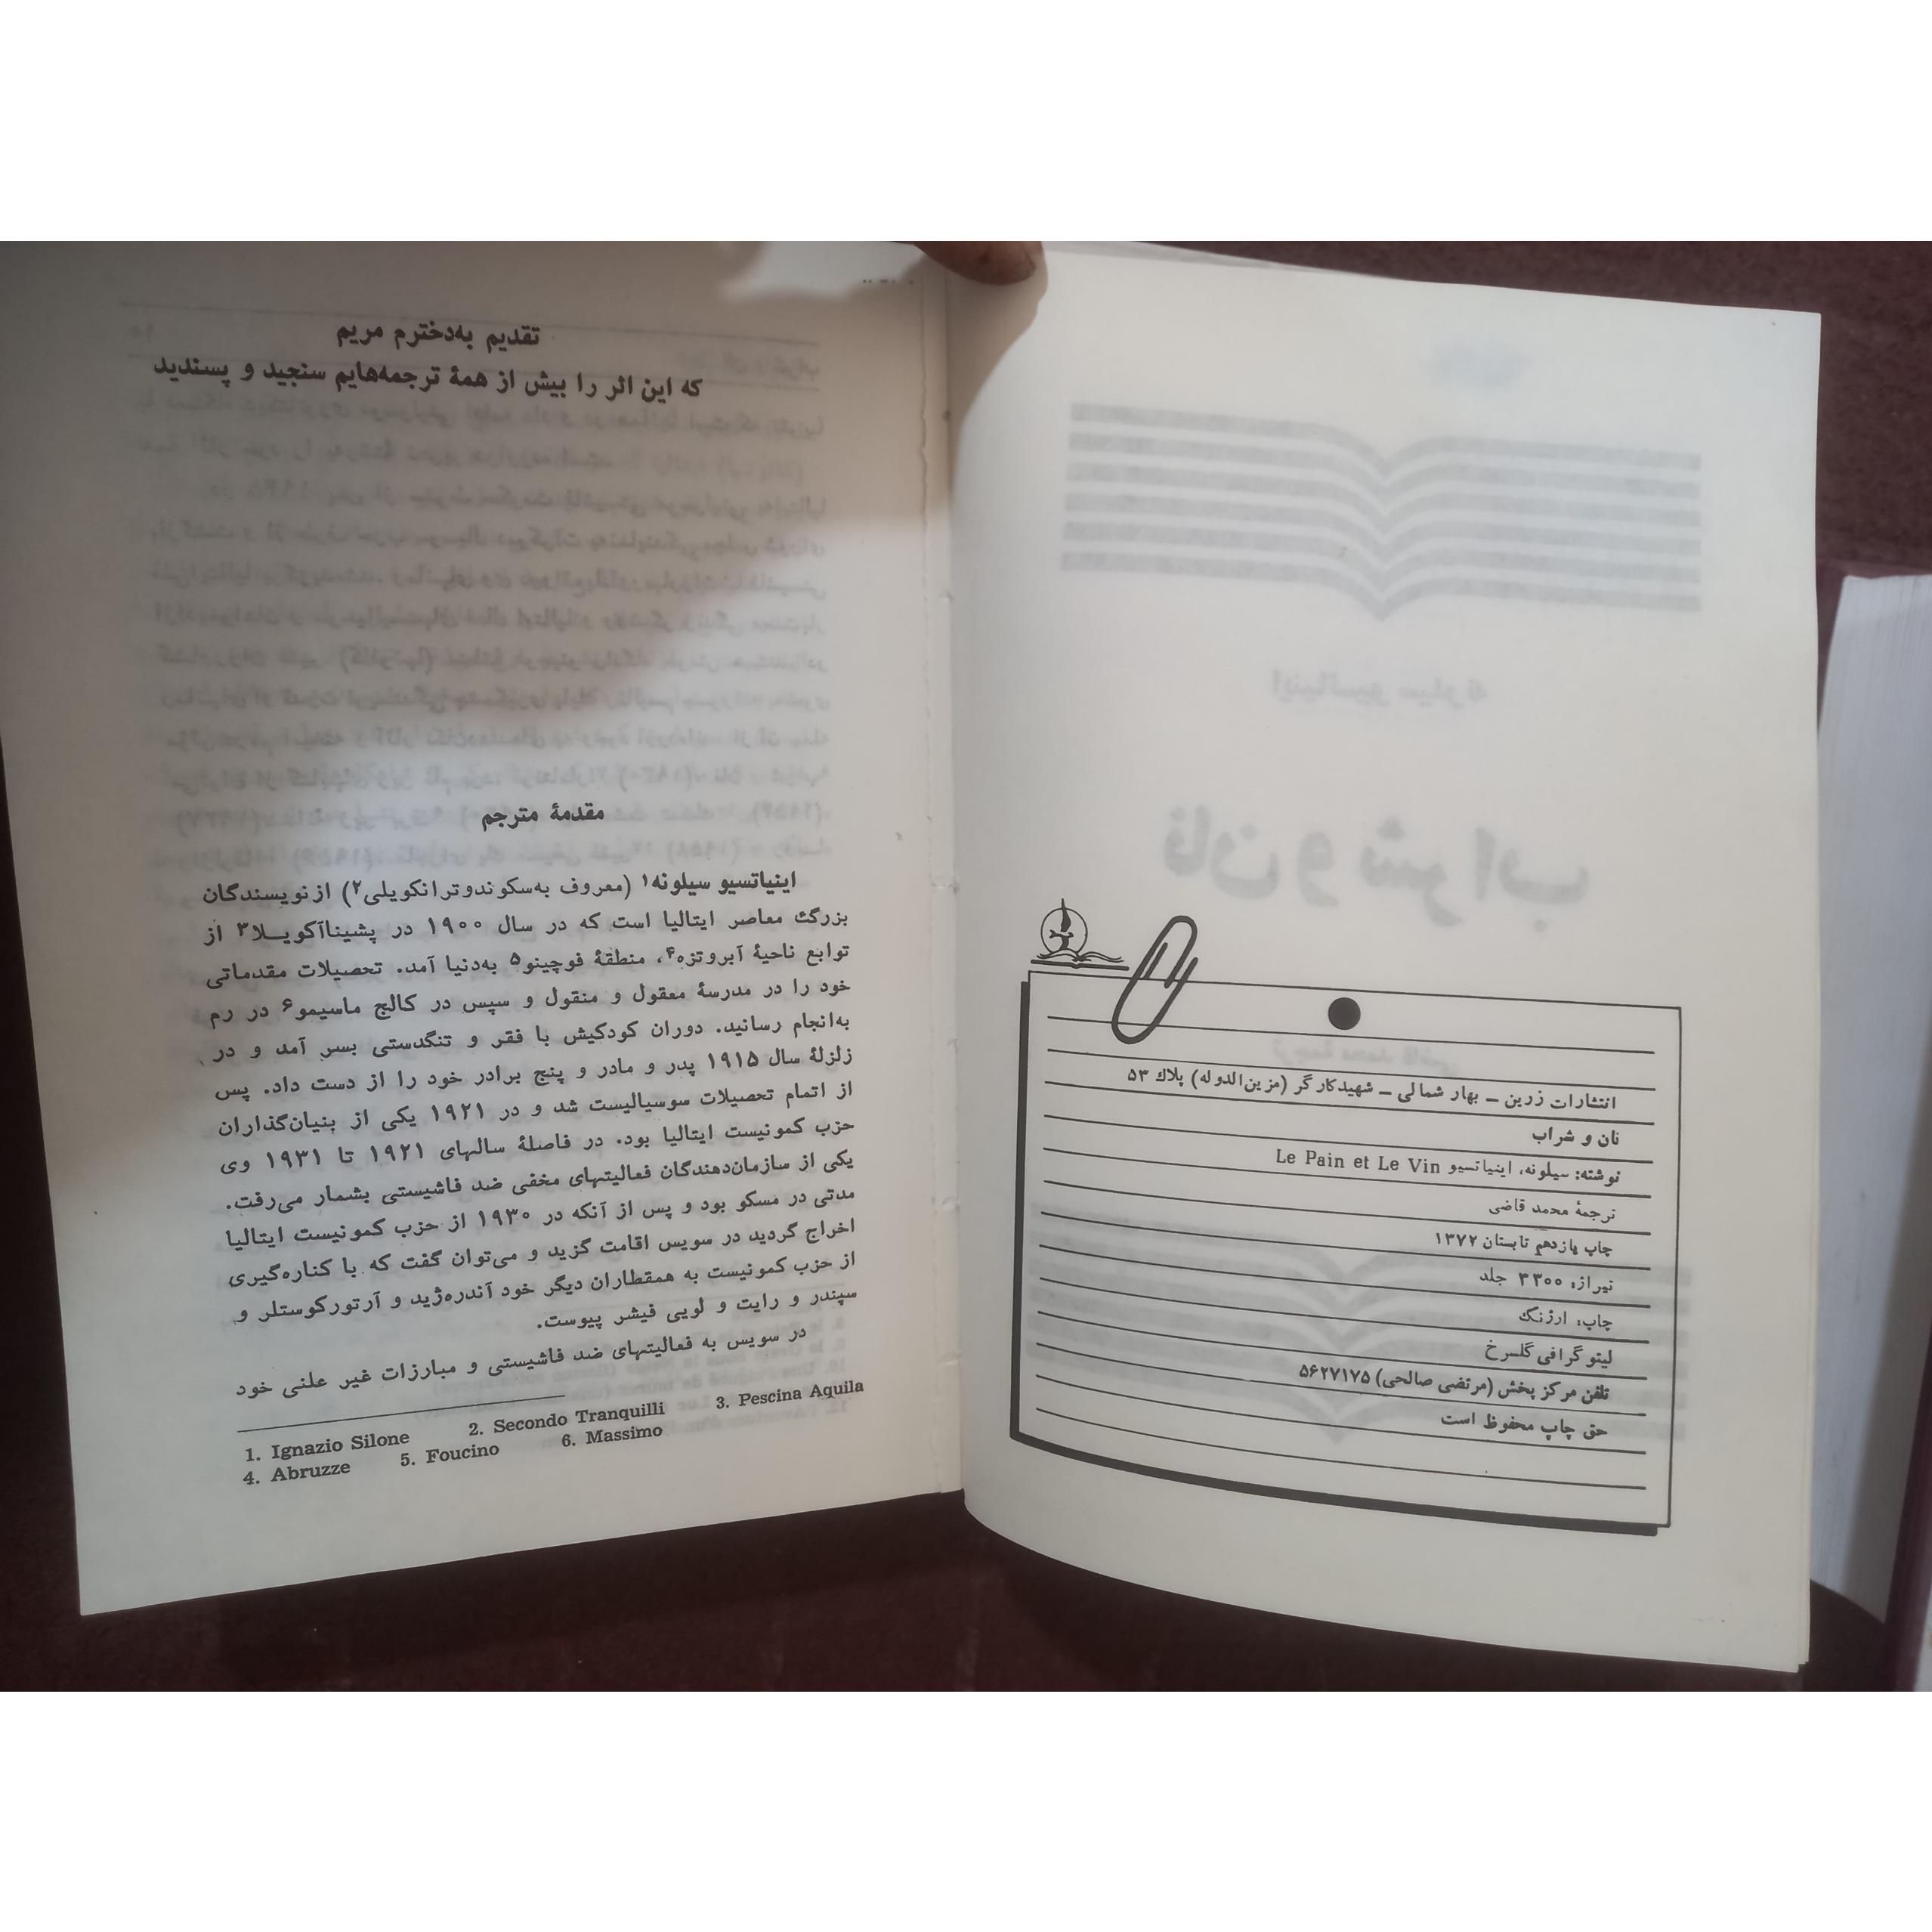 انتشارات زرین – بهار شمالی – شهیدکارگر (مزین‌الدوله) پلاك ۵۳
نان و شراب
نوشته: سیلونه، اینیاتسیو Le Pain et Le Vin
ترجمهٔ محمد قاضی
چاپ یازدهم تابستان ۱۳۷۲
تیراژ: ۳۳۰۰ جلد
چاپ: ارژنگ
لیتوگرافی گلسرخ
تلفن مرکز پخش (مرتضی صالحی) ۵۶۲۷۱۷۵
حق چاپ محفوظ است
تقدیم به‌دخترم مریم
که این اثر را بیش از همهٔ ترجمه‌هایم سنجید و پسندید
مقدمهٔ مترجم
اینیاتسیو سیلونه۱ (معروف به‌سکوندوترانکویلی۲) از نویسندگان
بزرگ معاصر ایتالیا است که در سال ۱۹۰۰ در پشیناآکویــلا۳ از
توابع ناحیهٔ آبروتزه۴، منطقهٔ فوچینو۵ به‌دنیا آمد. تحصیلات مقدماتی
خود را در مدرسهٔ معقول و منقول و سپس در کالج ماسیمو۶ در رم
به‌انجام رسانید. دوران کودکیش با فقر و تنگدستی بسر آمد و در
زلزلهٔ سال ۱۹۱۵ پدر و مادر و پنج برادر خود را از دست داد. پس
از اتمام تحصیلات سوسیالیست شد و در ۱۹۲۱ یکی از بنیان‌گذاران
حزب کمونیست ایتالیا بود. در فاصلهٔ سالهای ۱۹۲۱ تا ۱۹۳۱ وی
یکی از سازمان‌دهندگان فعالیتهای مخفی ضد فاشیستی بشمار می‌رفت.
مدتی در مسکو بود و پس از آنکه در ۱۹۳۰ از حزب کمونیست ایتالیا
اخراج گردید در سویس اقامت گزید و می‌توان گفت که با کناره‌گیری
از حزب کمونیست به همقطاران دیگر خود آندره‌ژید و آرتورکوستلر و
سپندر و رایت و لویی فیشر پیوست.
در سویس به فعالیتهای ضد فاشیستی و مبارزات غیر علنی خود
1. Ignazio Silone 2. Secondo Tranquilli 3. Pescina Aquila
4. Abruzze 5. Foucino 6. Massimo